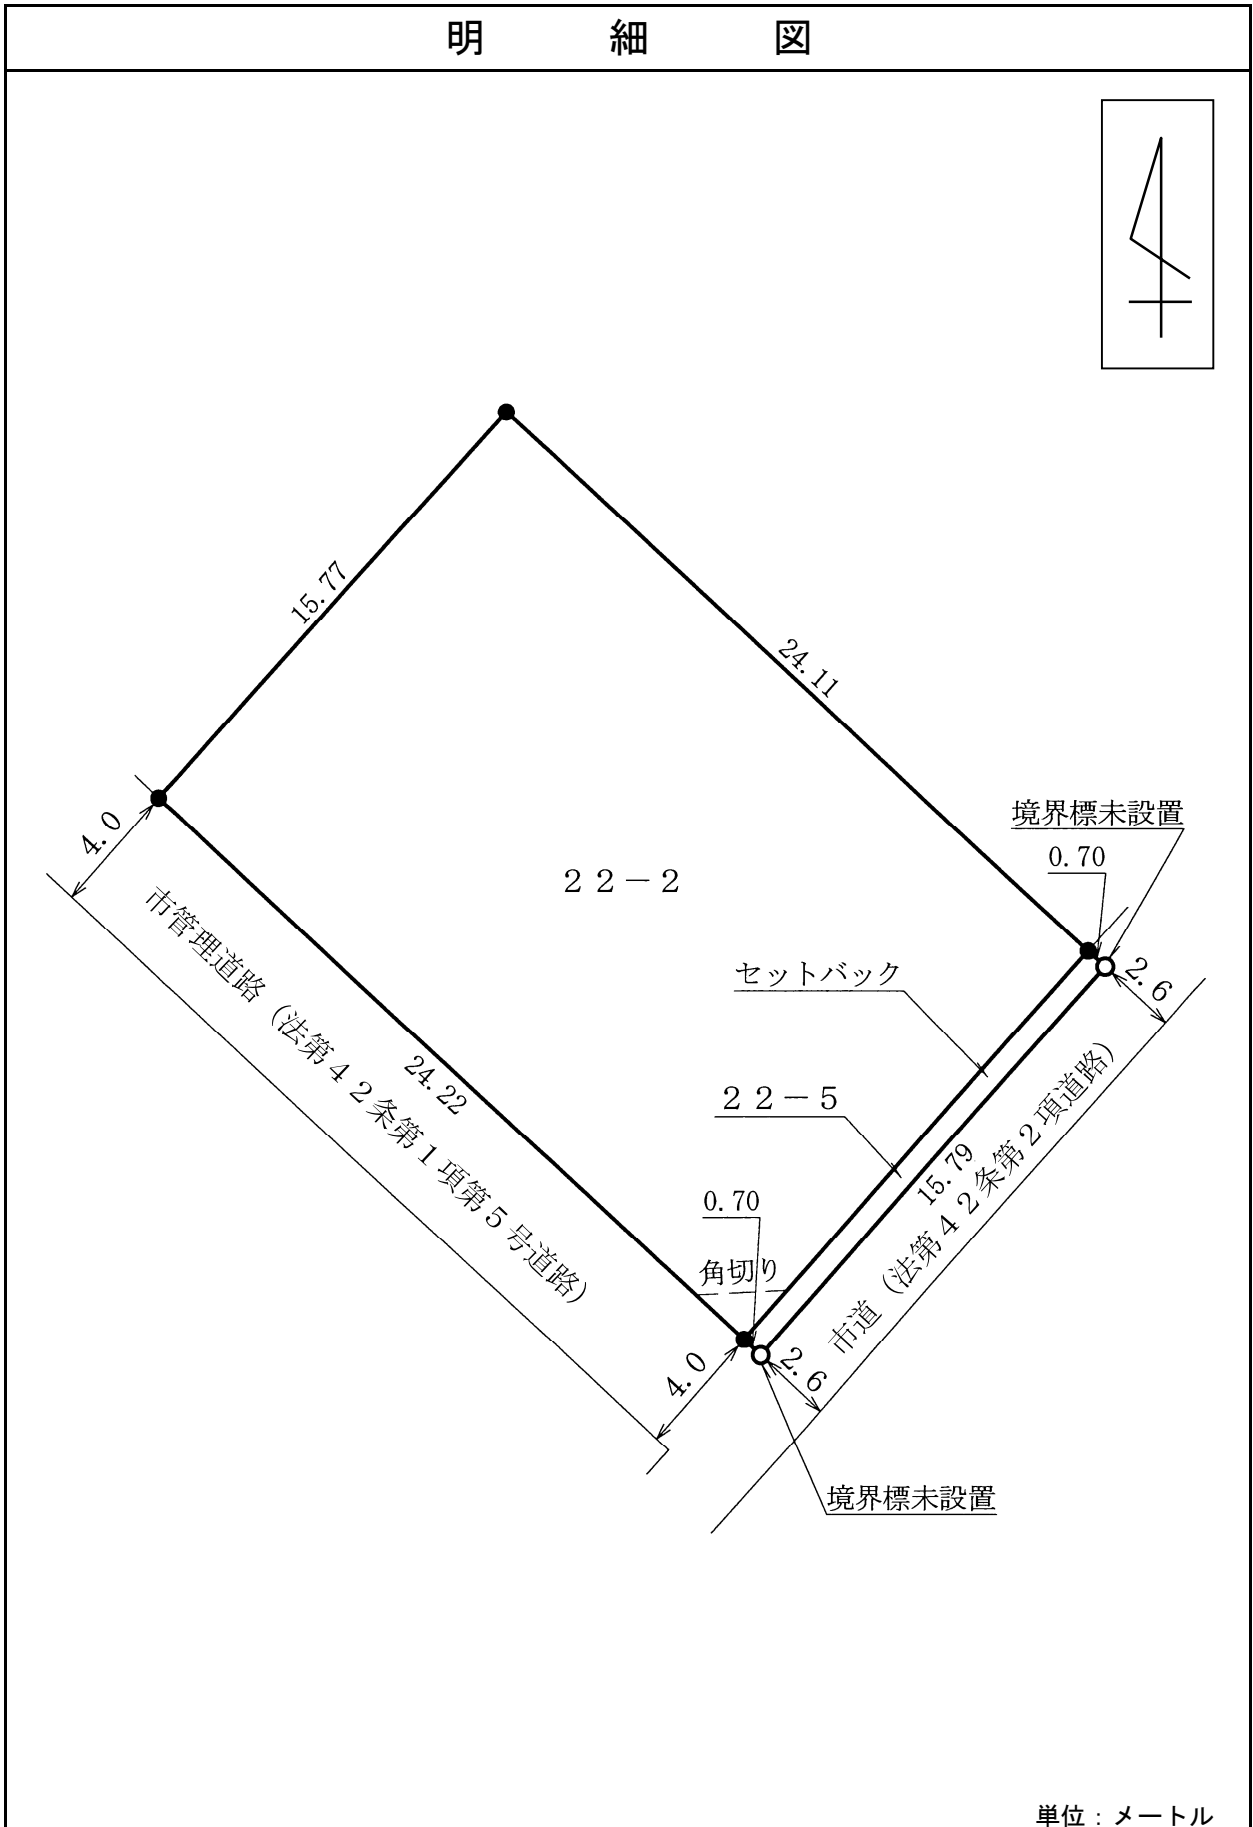 明細図
15.77
24.11
4.0
境界標未設置
0.70
２２－２
2.6
セットバック
市管理道路（法第４２条第１項第５号道路）
24.22
２２－５
15.79
市道（法第４２条第２項道路）
0.70
角切り
4.0
2.6
境界標未設置
単位：メートル